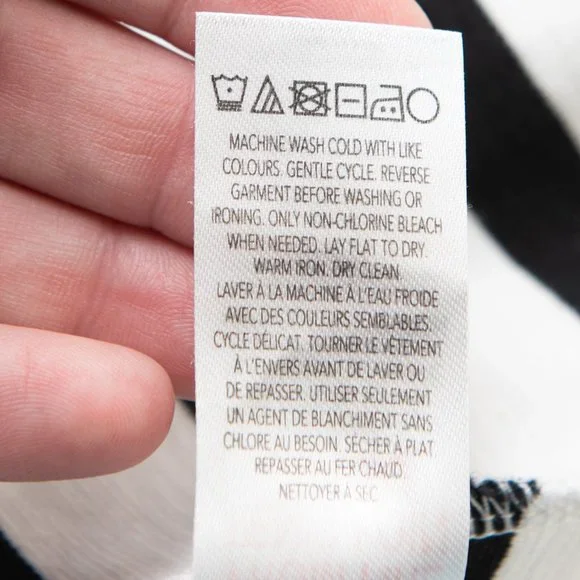 MACHINE WASH COLD WITH LIKE
COLOURS. GENTLE CYCLE. REVERSE
GARMENT BEFORE WASHING OR
IRONING. ONLY NON-CHLORINE BLEACH
WHEN NEEDED. LAY FLAT TO DRY.
WARM IRON. DRY CLEAN.
LAVER À LA MACHINE À L'EAU FROIDE
AVEC DES COULEURS SEMBLABLES.
CYCLE DÉLICAT. TOURNER LE VÊTEMENT
À L'ENVERS AVANT DE LAVER OU
DE REPASSER. UTILISER SEULEMENT
UN AGENT DE BLANCHIMENT SANS
CHLORE AU BESOIN. SÉCHER À PLAT
REPASSER AU FER CHAUD.
NETTOYER À SEC